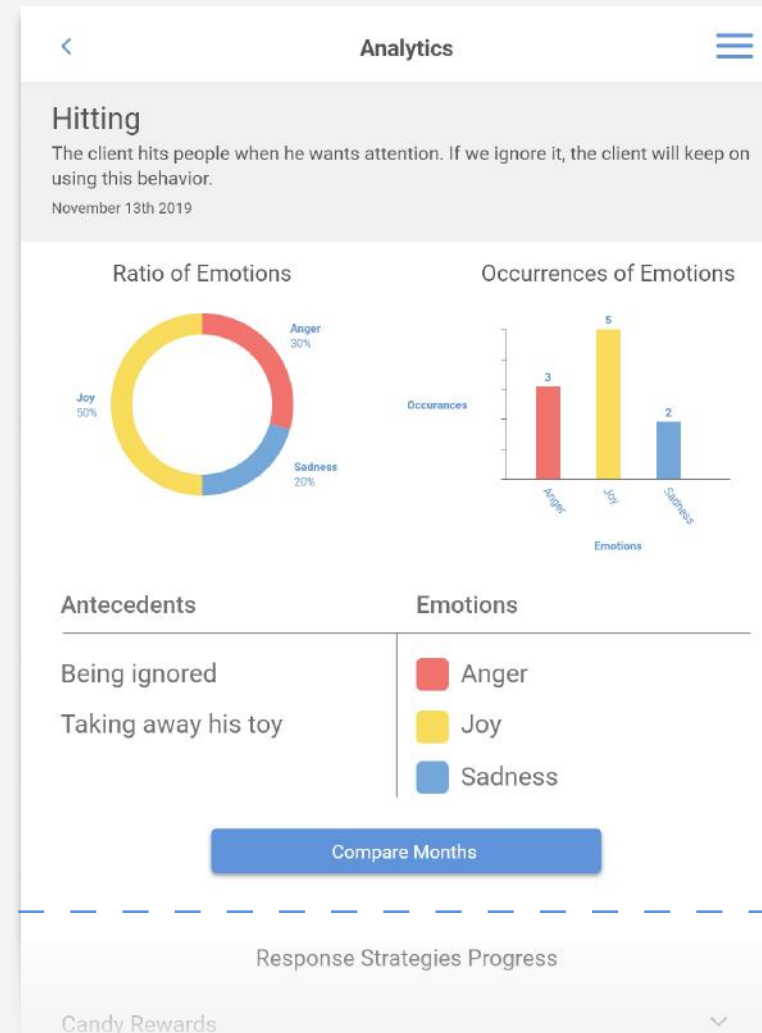 Analytics
Hitting
The client hits people when he wants attention. If we ignore it, the client will keep on
using this behavior.
November 13th 2019
Ratio of Emotions
Anger
30%
Joy
50%
Sadness
20%
Occurrences of Emotions
5
3
2
Occurances
Anger
Joy
Sadness
Emotions
Antecedents
Emotions
Being ignored
Anger
Taking away his toy
Joy
Sadness
Compare Months
Response Strategies Progress
Candy Rewards